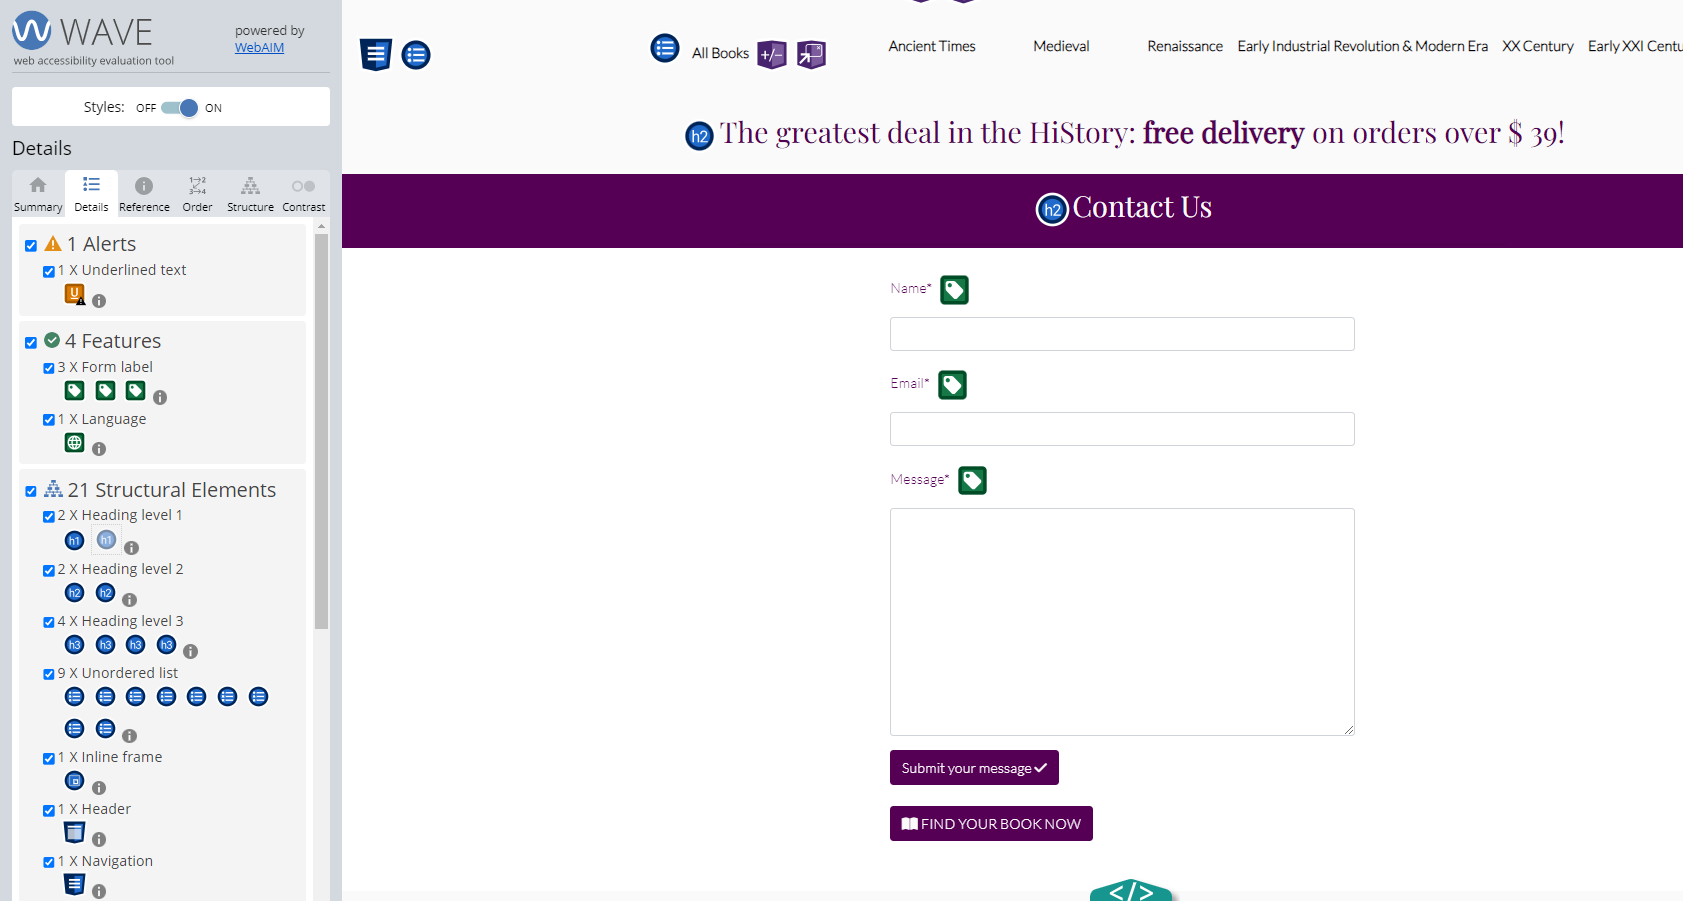 WAVE
web accessibility evaluation tool
powered by
WebAIM
Styles: OFF ON
Details
Summary Details Reference Order Structure Contrast
1 Alerts
1 X Underlined text
U
4 Features
3 X Form label
1 X Language
21 Structural Elements
2 X Heading level 1
h1 h1
2 X Heading level 2
h2 h2
4 X Heading level 3
h3 h3 h3 h3
9 X Unordered list
1 X Inline frame
1 X Header
1 X Navigation
All Books +/− Ancient Times Medieval Renaissance Early Industrial Revolution & Modern Era XX Century Early XXI Centu
h2 The greatest deal in the HiStory: free delivery on orders over $ 39!
h2 Contact Us
Name*
Email*
Message*
Submit your message
FIND YOUR BOOK NOW
</>